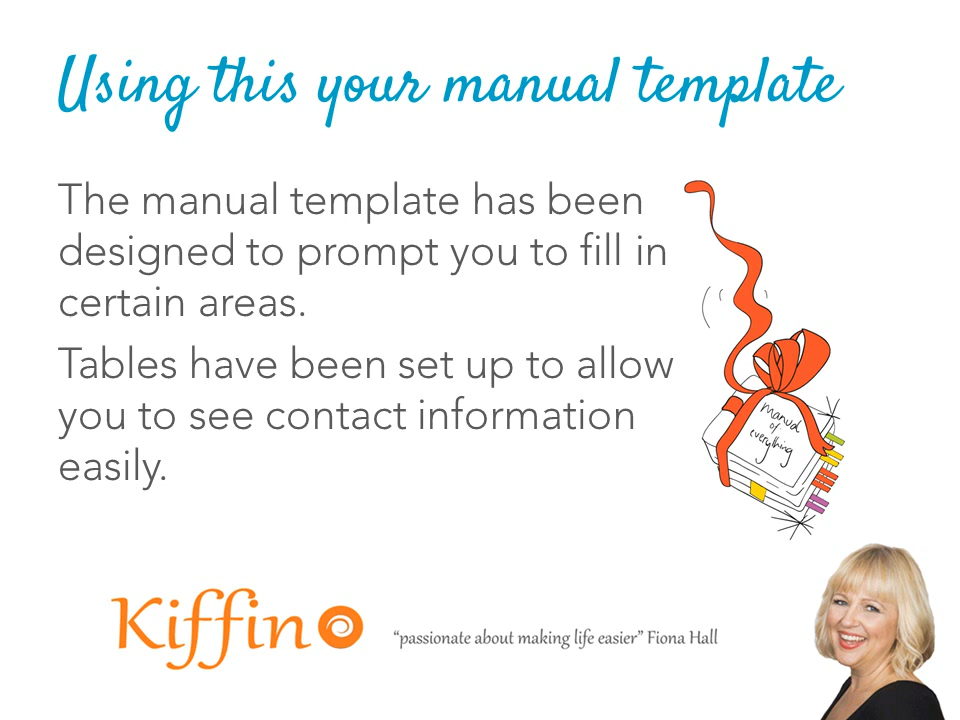 Using this your manual template
The manual template has been
designed to prompt you to fill in
certain areas.
Tables have been set up to allow
you to see contact information
easily.
manual
of
everything
Kiffin
“passionate about making life easier” Fiona Hall